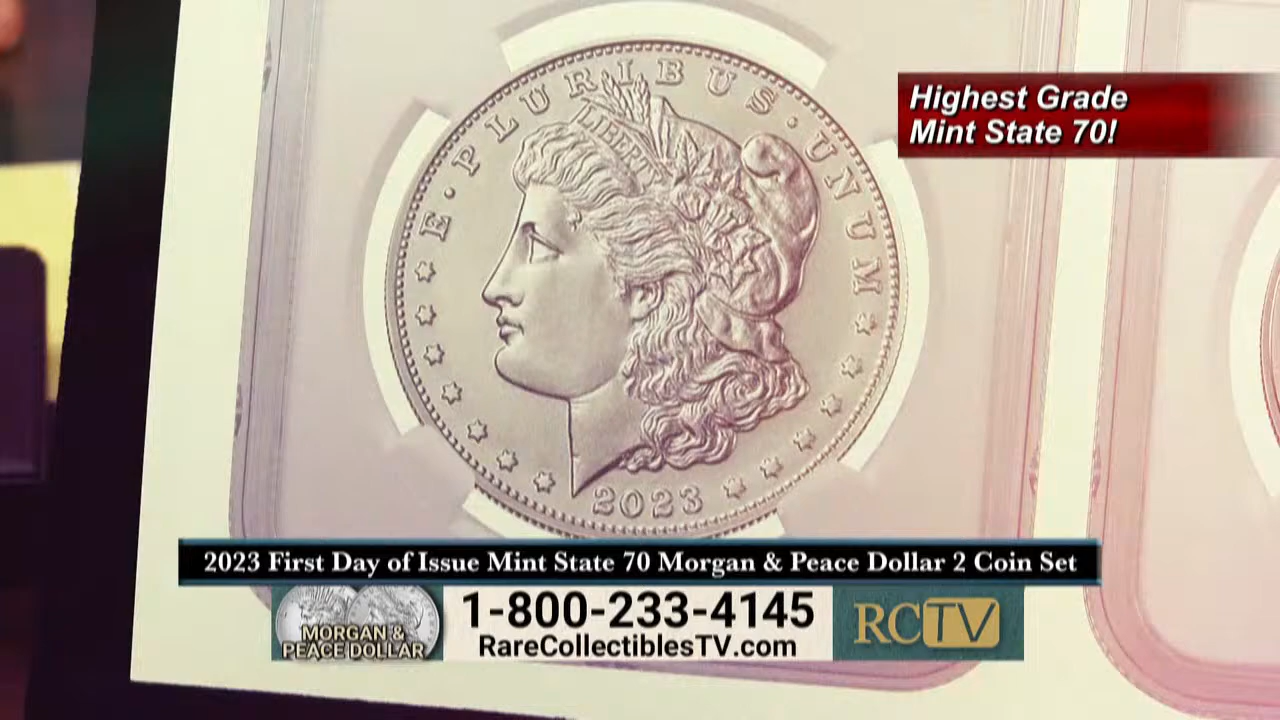 E · PLURIBUS · UNUM
LIBERTY
2023
Highest Grade
Mint State 70!
2023 First Day of Issue Mint State 70 Morgan & Peace Dollar 2 Coin Set
MORGAN &
PEACE DOLLAR
1-800-233-4145
RareCollectiblesTV.com
RCTV